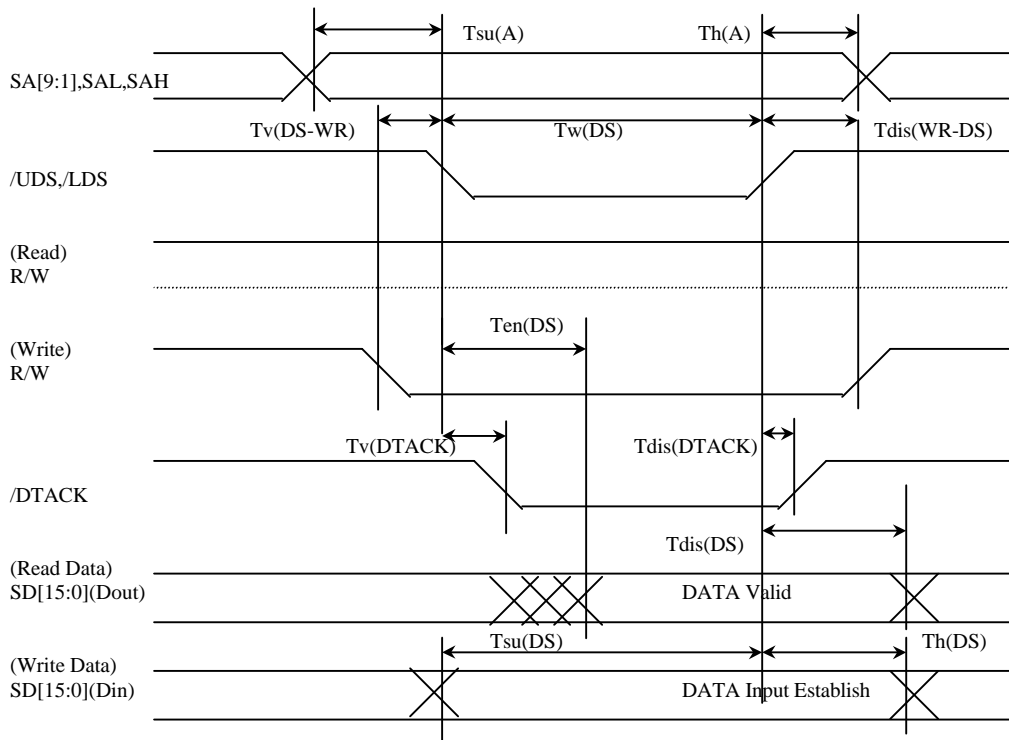 Tsu(A) Th(A)
SA[9:1],SAL,SAH
Tv(DS-WR) Tw(DS) Tdis(WR-DS)
/UDS,/LDS
(Read)
R/W
Ten(DS)
(Write)
R/W
Tv(DTACK) Tdis(DTACK)
/DTACK
Tdis(DS)
(Read Data)
SD[15:0](Dout) DATA Valid
Tsu(DS) Th(DS)
(Write Data)
SD[15:0](Din) DATA Input Establish